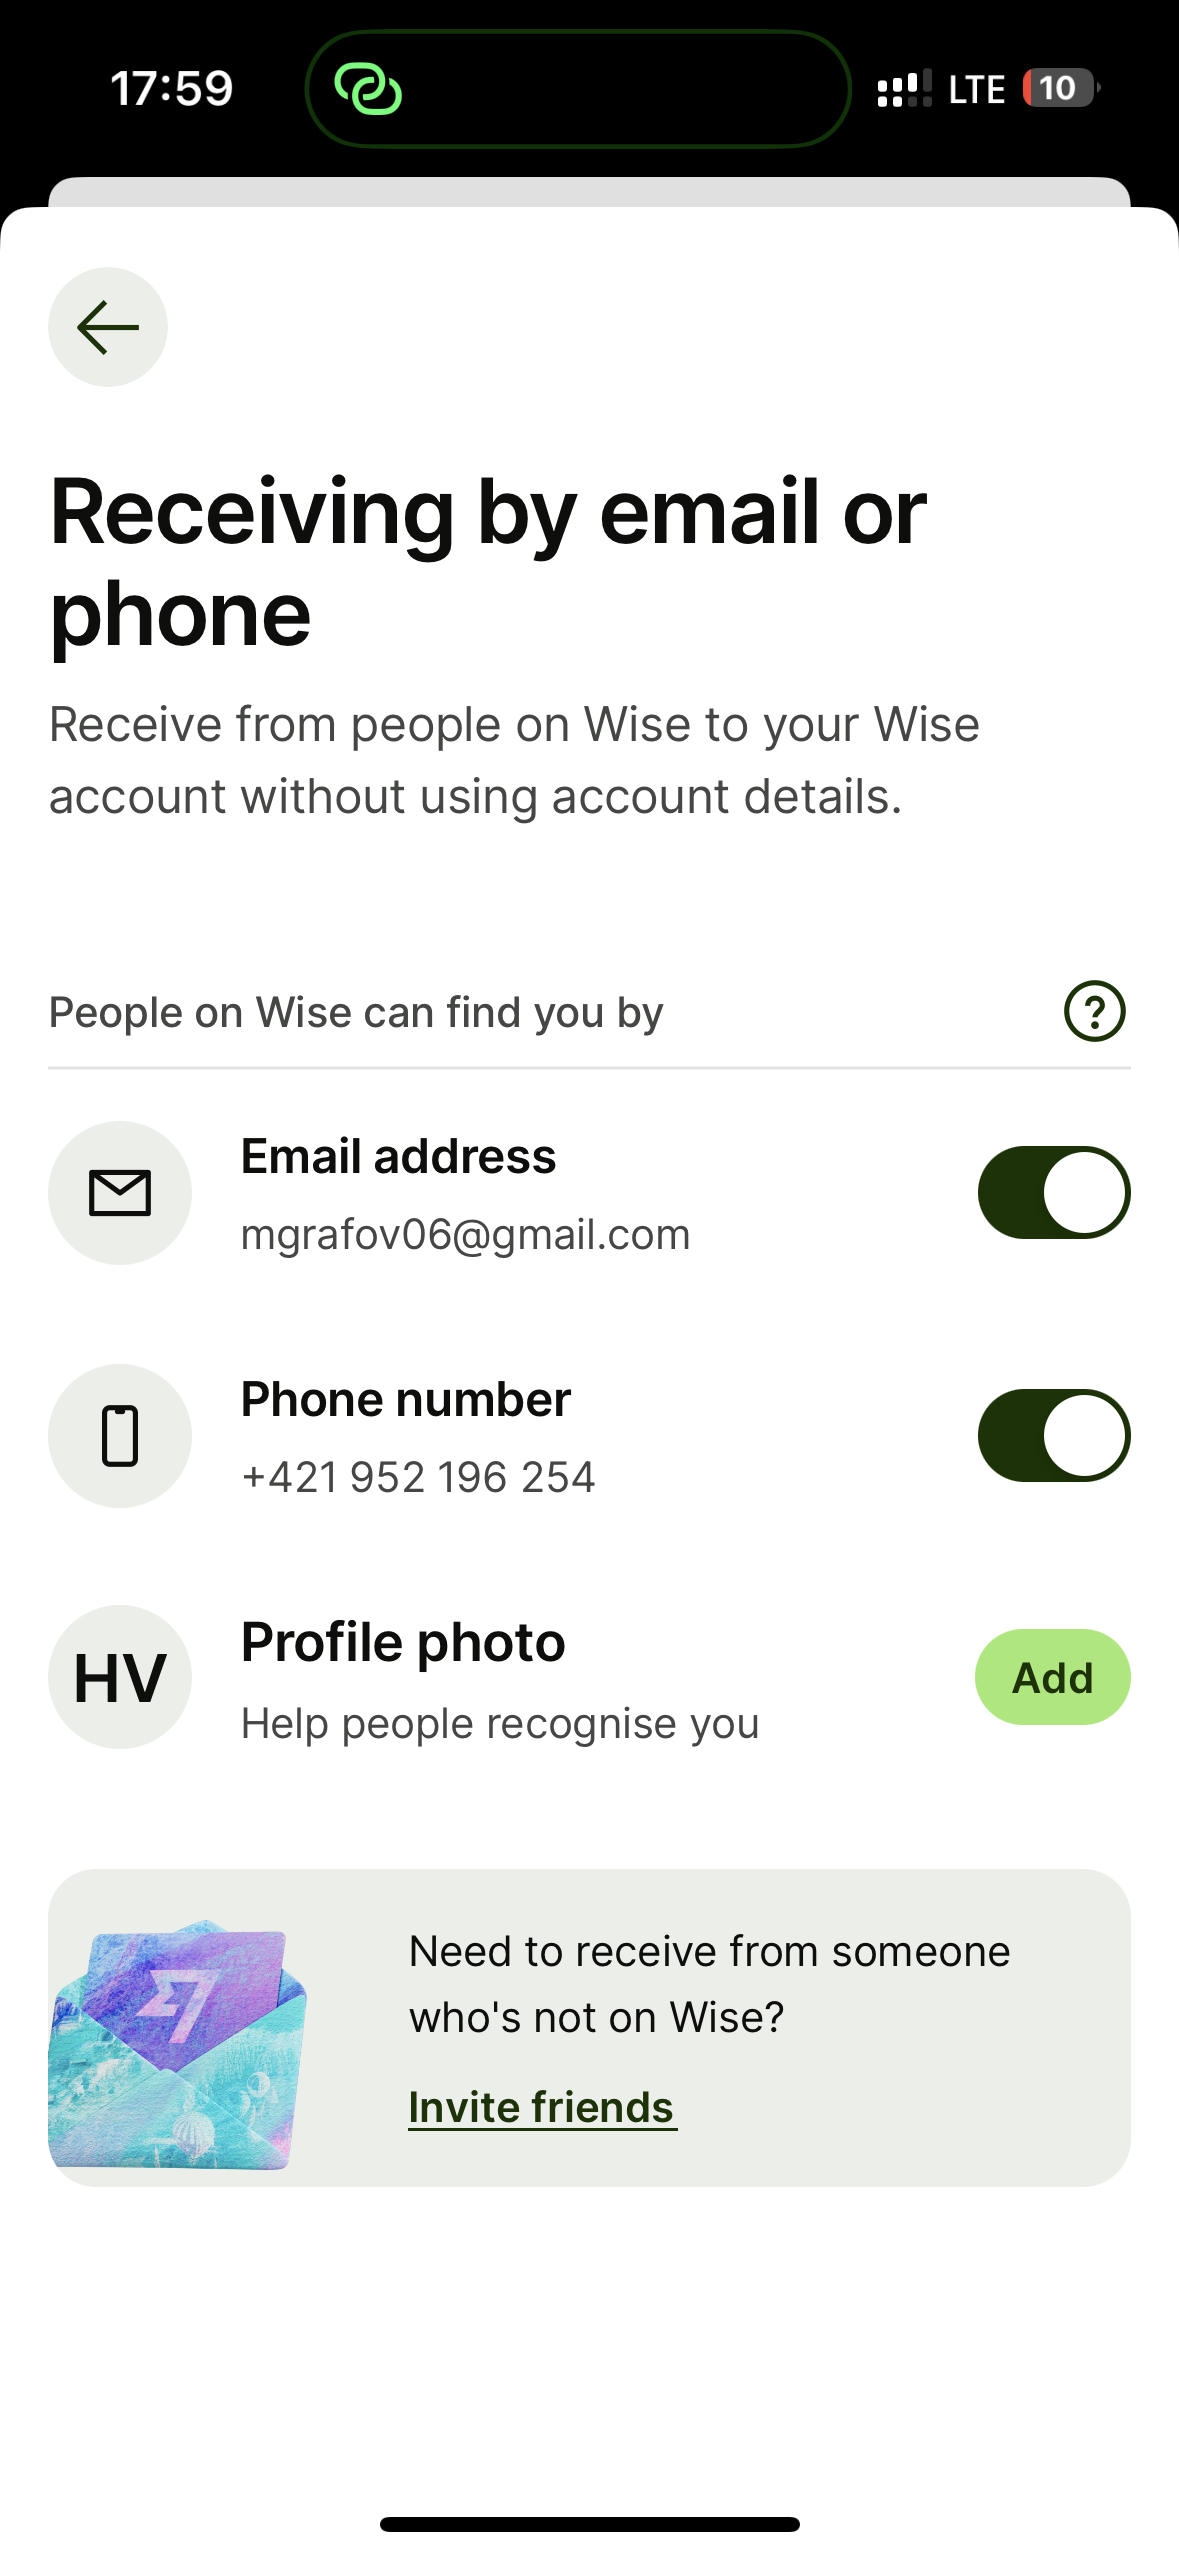 17:59
LTE
10
Receiving by email or
phone
Receive from people on Wise to your Wise
account without using account details.
People on Wise can find you by
?
Email address
mgrafov06@gmail.com
Phone number
+421 952 196 254
HV
Profile photo
Help people recognise you
Add
Need to receive from someone
who's not on Wise?
Invite friends